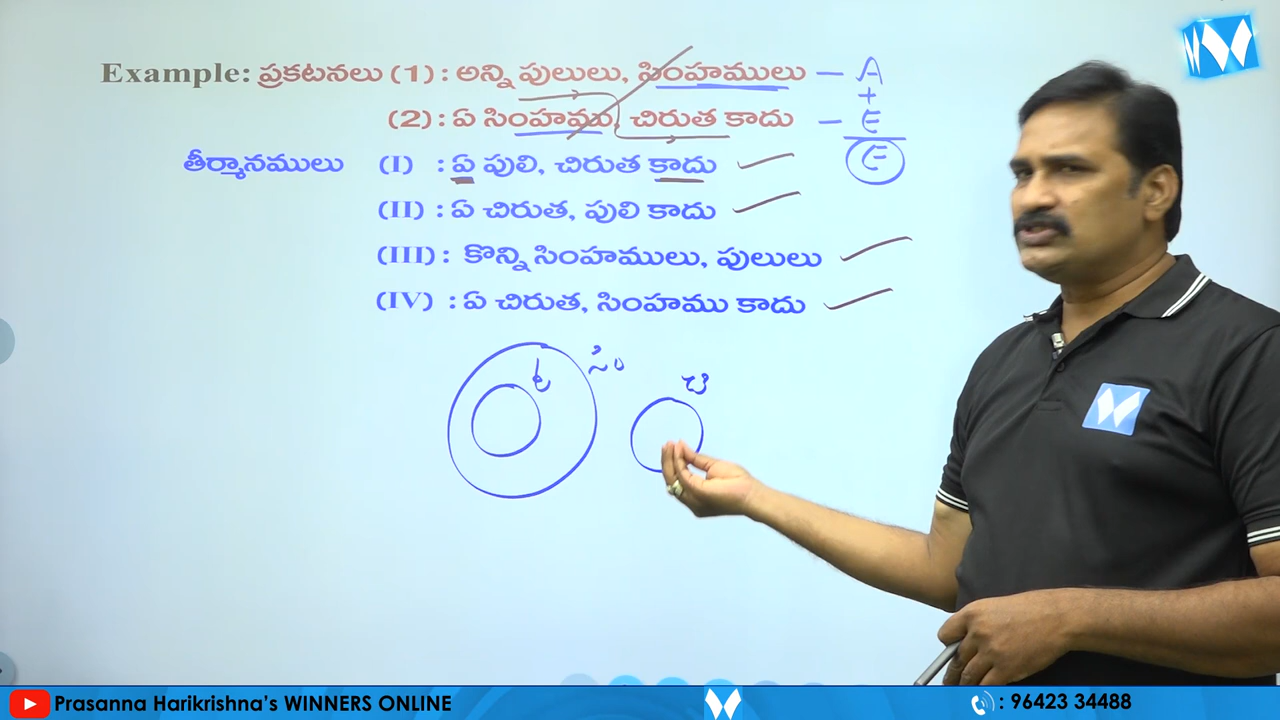 Example: ప్రకటనలు (1) : అన్ని పులులు, సింహములు – A
+
(2) : ఏ సింహము, చిరుత కాదు – E
తీర్మానములు (I) : ఏ పులి, చిరుత కాదు E
(II) : ఏ చిరుత, పులి కాదు
(III) : కొన్ని సింహములు, పులులు
(IV) : ఏ చిరుత, సింహము కాదు
సిం చి
Prasanna Harikrishna's WINNERS ONLINE : 96423 34488